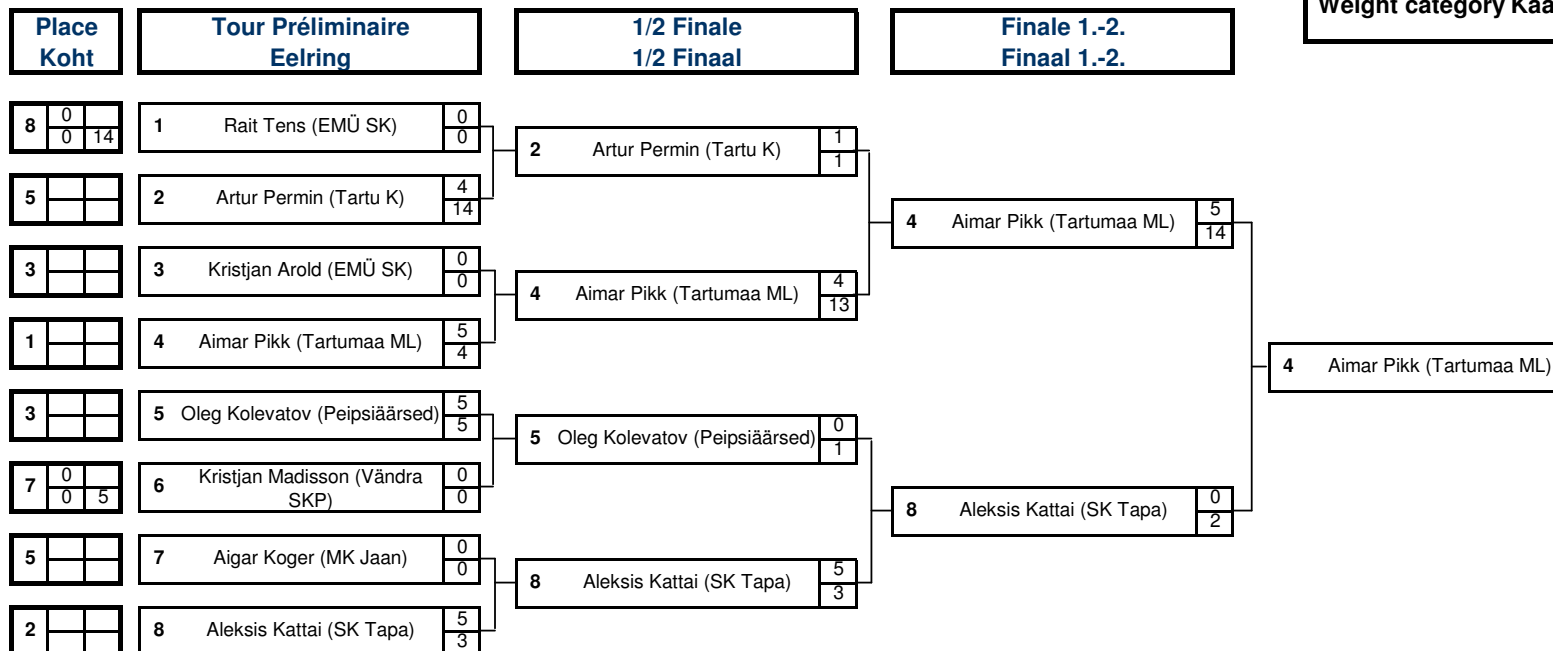 Weight category Kaa
Place
Koht
Tour Préliminaire
Eelring
1/2 Finale
1/2 Finaal
Finale 1.-2.
Finaal 1.-2.
8 0
0 14
1 Rait Tens (EMÜ SK) 0
0
2 Artur Permin (Tartu K) 1
1
5
2 Artur Permin (Tartu K) 4
14
4 Aimar Pikk (Tartumaa ML) 5
14
3
3 Kristjan Arold (EMÜ SK) 0
0
4 Aimar Pikk (Tartumaa ML) 4
13
1
4 Aimar Pikk (Tartumaa ML) 5
4
4 Aimar Pikk (Tartumaa ML)
3
5 Oleg Kolevatov (Peipsiäärsed) 5
5
5 Oleg Kolevatov (Peipsiäärsed) 0
1
7 0
0 5
6 Kristjan Madisson (Vändra
SKP) 0
0
8 Aleksis Kattai (SK Tapa) 0
2
5
7 Aigar Koger (MK Jaan) 0
0
8 Aleksis Kattai (SK Tapa) 5
3
2
8 Aleksis Kattai (SK Tapa) 5
3